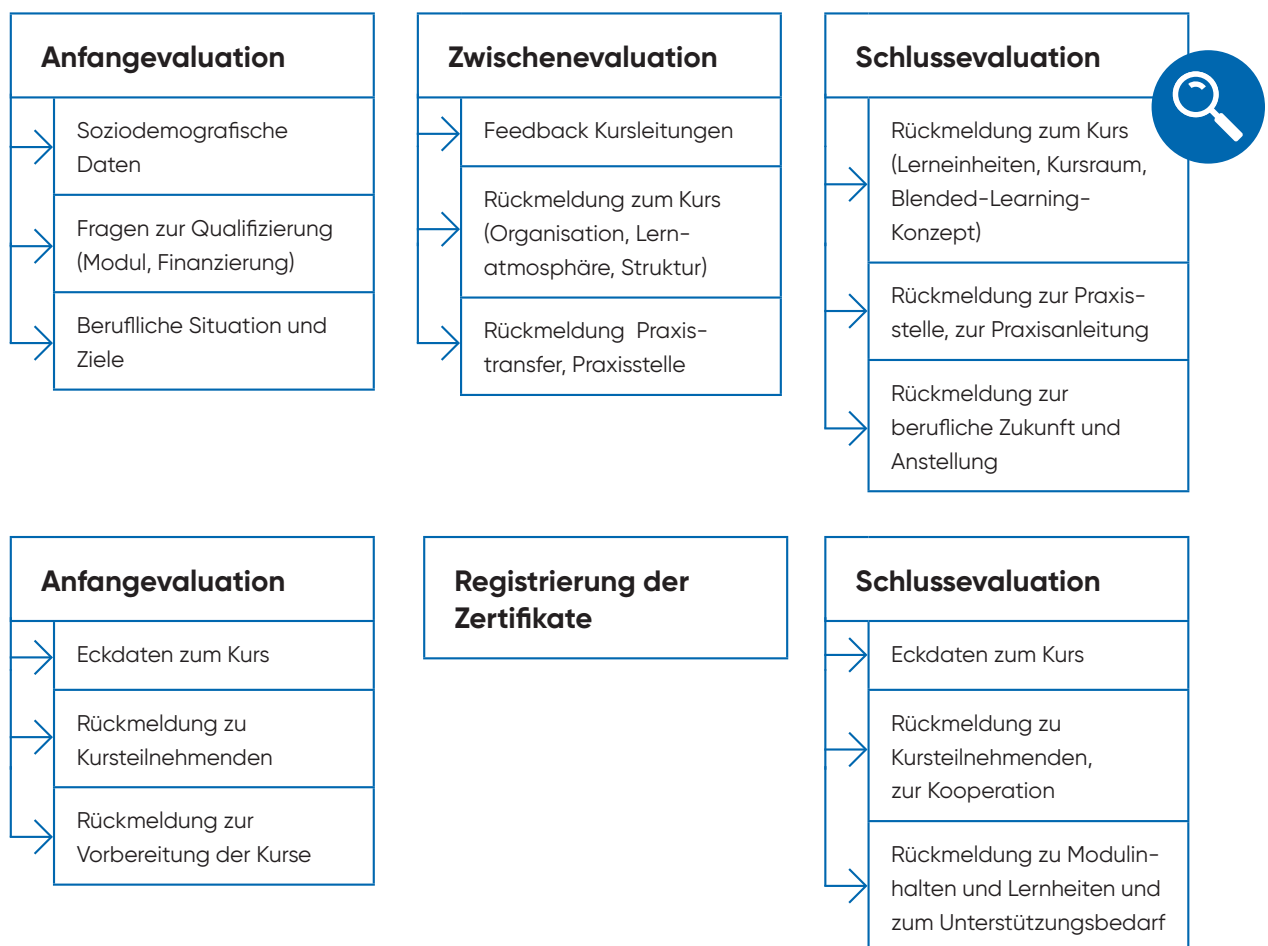 Anfangevaluation
Soziodemografische
Daten
Fragen zur Qualifizierung
(Modul, Finanzierung)
Beruflliche Situation und
Ziele
Zwischenevaluation
Feedback Kursleitungen
Rückmeldung zum Kurs
(Organisation, Lern-
atmosphäre, Struktur)
Rückmeldung Praxis-
transfer, Praxisstelle
Schlussevaluation
Rückmeldung zum Kurs
(Lerneinheiten, Kursraum,
Blended-Learning-
Konzept)
Rückmeldung zur Praxis-
stelle, zur Praxisanleitung
Rückmeldung zur
berufliche Zukunft und
Anstellung
Anfangevaluation
Eckdaten zum Kurs
Rückmeldung zu
Kursteilnehmenden
Rückmeldung zur
Vorbereitung der Kurse
Registrierung der
Zertifikate
Schlussevaluation
Eckdaten zum Kurs
Rückmeldung zu
Kursteilnehmenden,
zur Kooperation
Rückmeldung zu Modulin-
halten und Lernheiten und
zum Unterstützungsbedarf